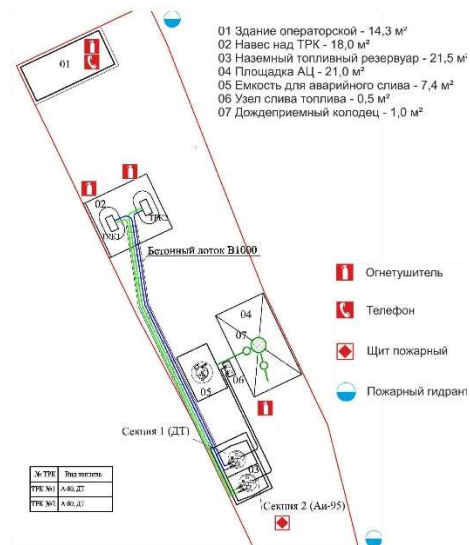 01 Здание операторской - 14,3 м²
02 Навес над ТРК - 18,0 м²
03 Наземный топливный резервуар - 21,5 м²
04 Площадка АЦ - 21,0 м²
05 Емкость для аварийного слива - 7,4 м²
06 Узел слива топлива - 0,5 м²
07 Дождеприемный колодец - 1,0 м²
01
02
ТРК1
ТРК2
Бетонный лоток В1000
04
07
Огнетушитель
Телефон
Щит пожарный
Пожарный гидрант
05
06
Секция 1 (ДТ)
03
Секция 2 (Аи-95)
№ ТРК Вид топлива
ТРК №1 А-80, ДТ
ТРК №2 А-80, ДТ